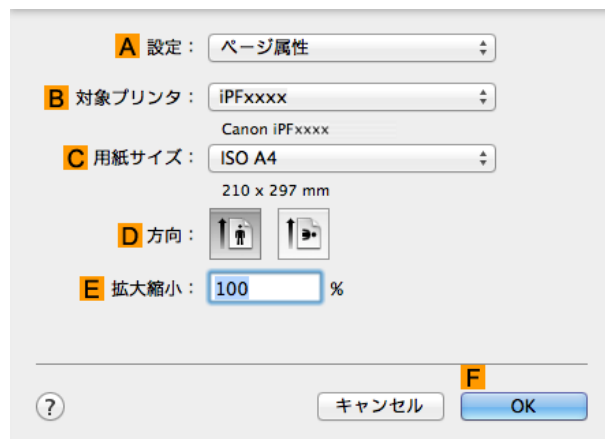 A 設定： ページ属性
B 対象プリンタ： iPFxxxx
Canon iPFxxxx
C 用紙サイズ： ISO A4
210 x 297 mm
D 方向：
E 拡大縮小： 100 %
F
? キャンセル OK